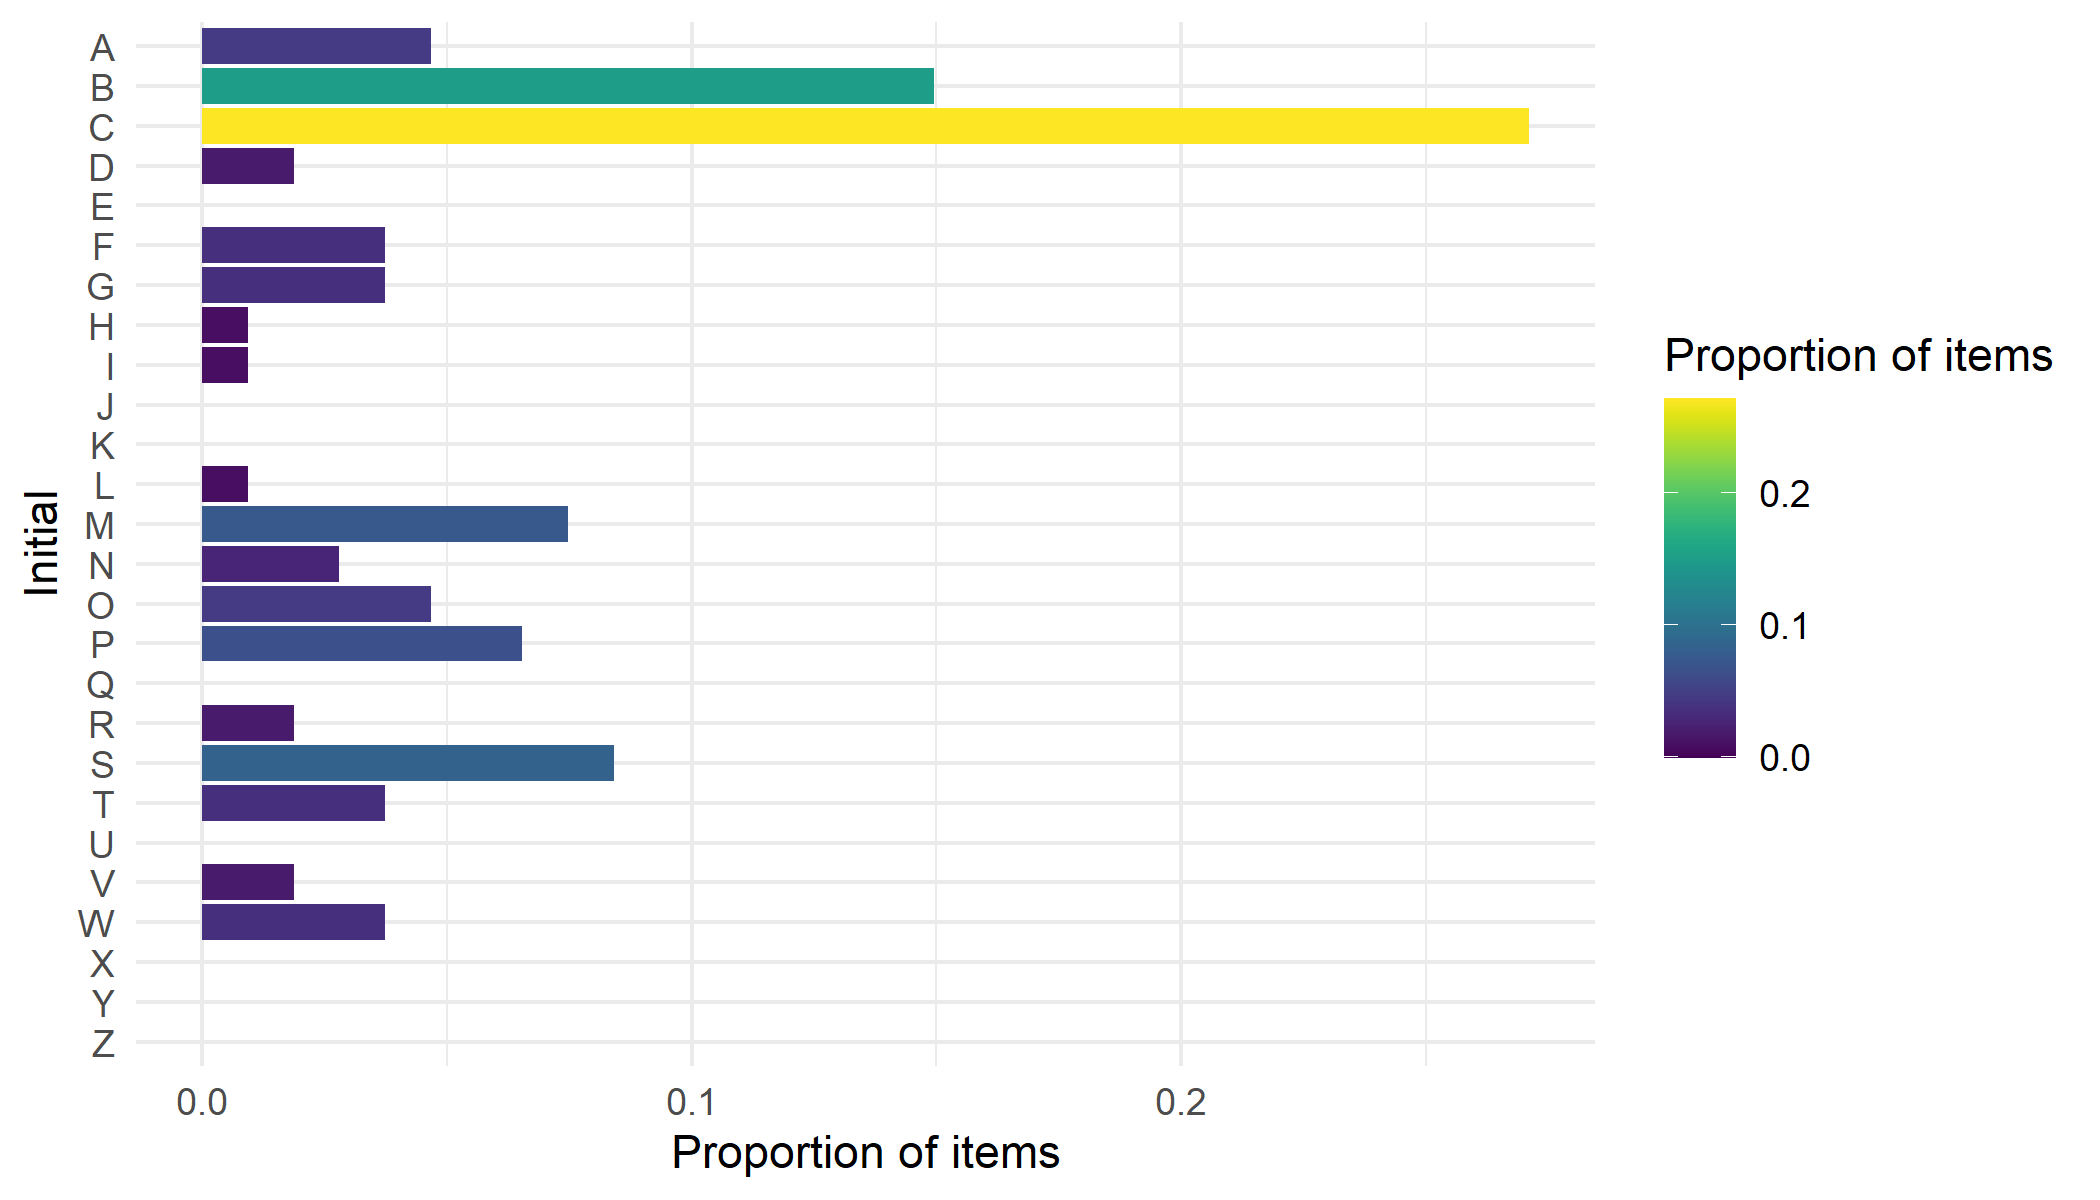 A
B
C
D
E
F
G
H
I
J
K
L
M
N
O
P
Q
R
S
T
U
V
W
X
Y
Z
Initial
0.0 0.1 0.2
Proportion of items
Proportion of items
0.2
0.1
0.0